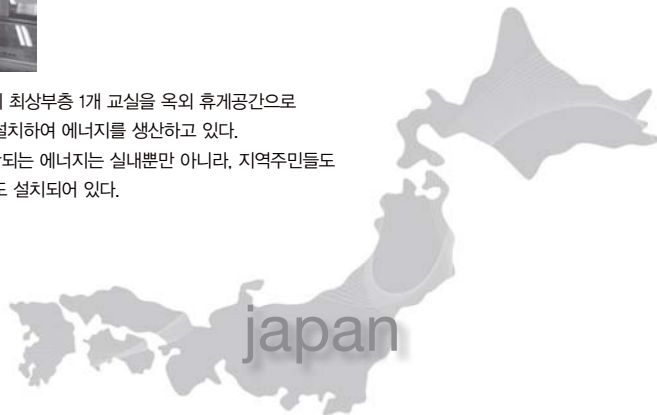 최상부층 1개 교실을 옥외 휴게공간으로
설치하여 에너지를 생산하고 있다.
되는 에너지는 실내뿐만 아니라, 지역주민들도
설치되어 있다.
japan